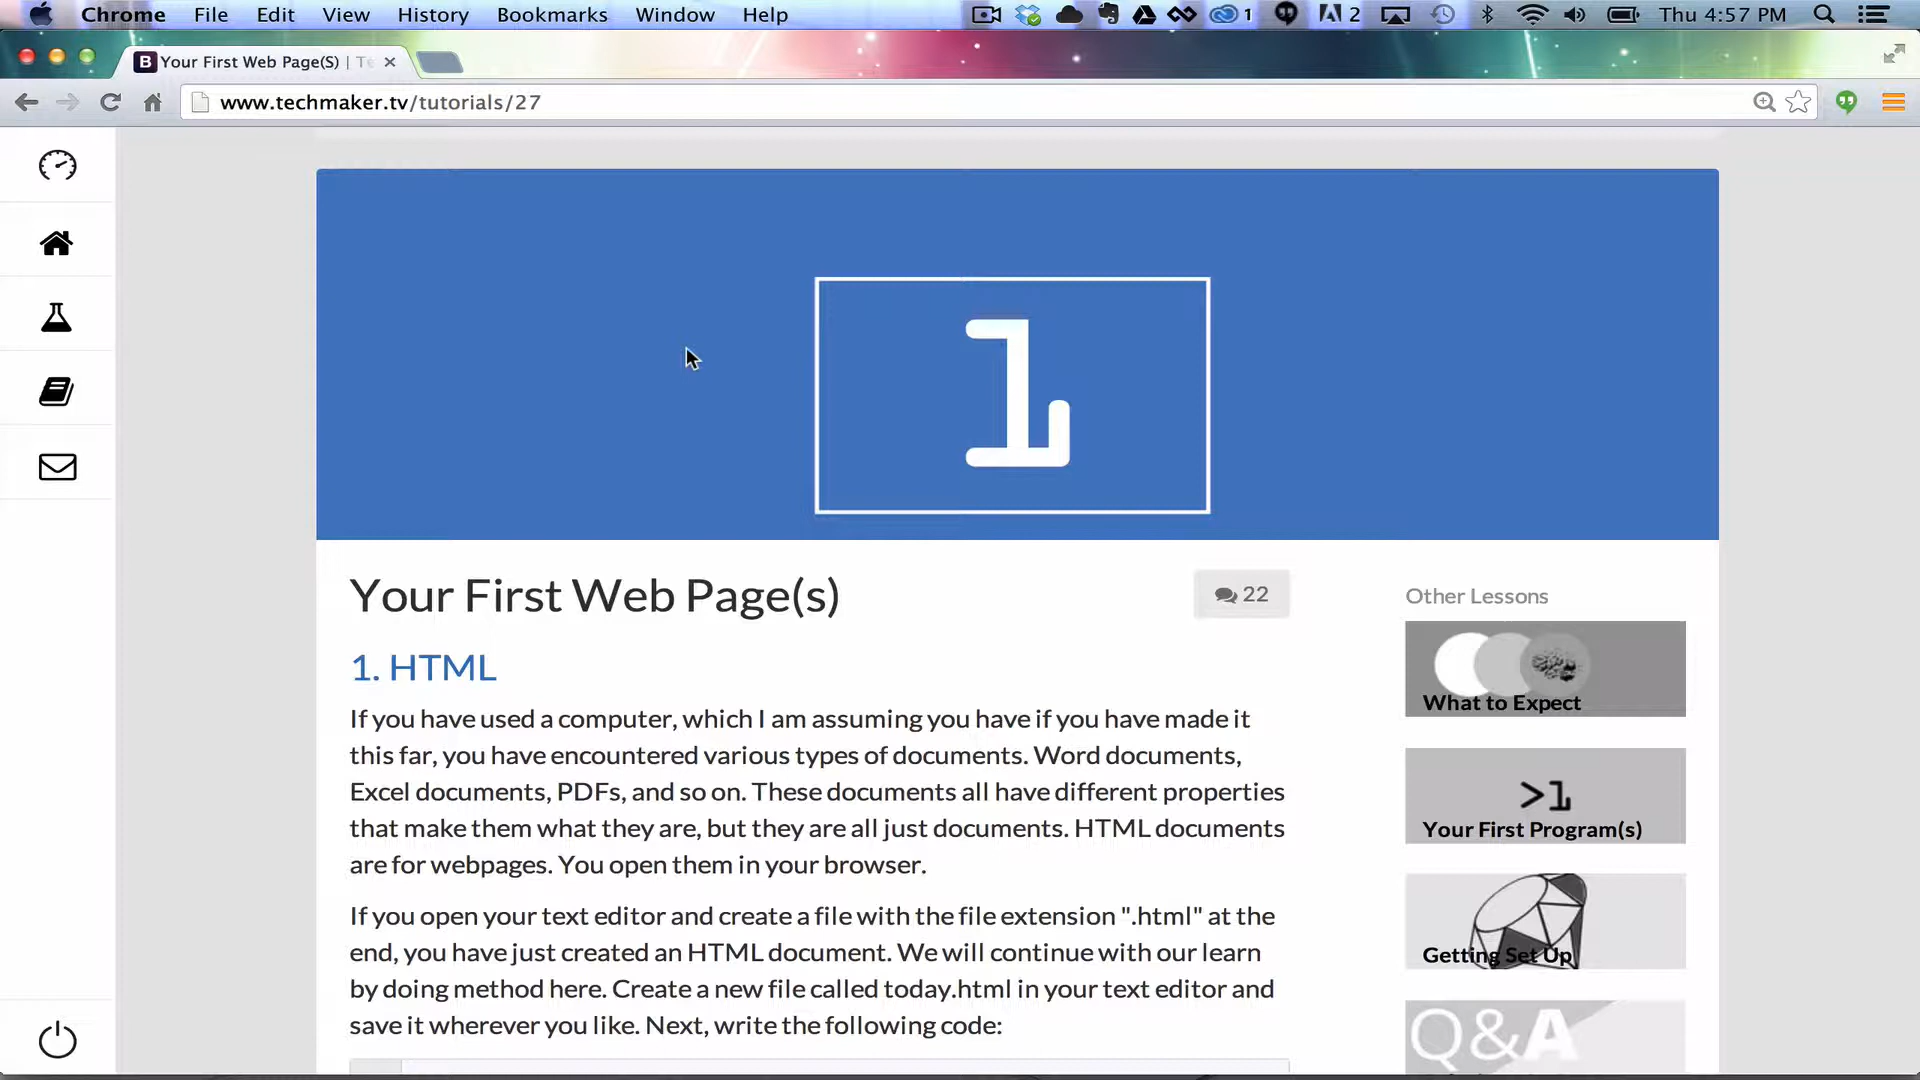 Chrome File Edit View History Bookmarks Window Help 1 2 Thu 4:57 PM
B Your First Web Page(S) | Te
www.techmaker.tv/tutorials/27
1
Your First Web Page(s)
22
1. HTML
If you have used a computer, which I am assuming you have if you have made it
this far, you have encountered various types of documents. Word documents,
Excel documents, PDFs, and so on. These documents all have different properties
that make them what they are, but they are all just documents. HTML documents
are for webpages. You open them in your browser.
If you open your text editor and create a file with the file extension ".html" at the
end, you have just created an HTML document. We will continue with our learn
by doing method here. Create a new file called today.html in your text editor and
save it wherever you like. Next, write the following code:
Other Lessons
What to Expect
>1
Your First Program(s)
Getting Set Up
Q&A